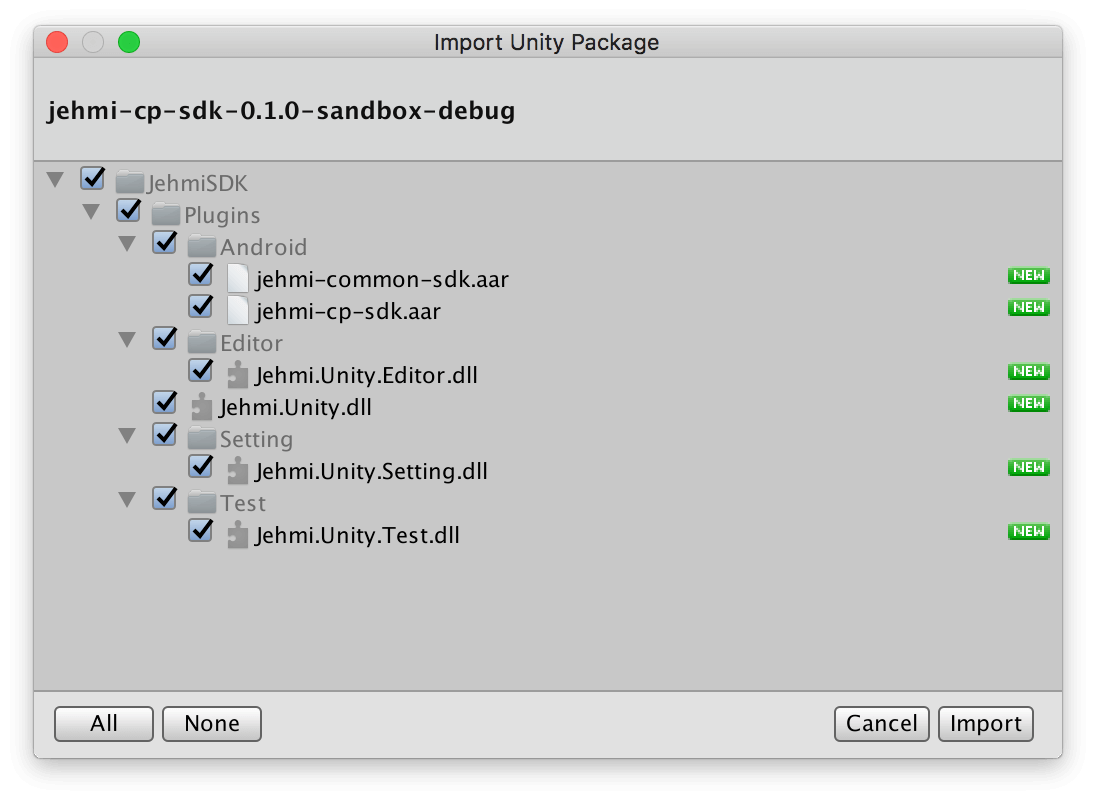 Import Unity Package
jehmi-cp-sdk-0.1.0-sandbox-debug
JehmiSDK
Plugins
Android
jehmi-common-sdk.aar NEW
jehmi-cp-sdk.aar NEW
Editor
Jehmi.Unity.Editor.dll NEW
Jehmi.Unity.dll NEW
Setting
Jehmi.Unity.Setting.dll NEW
Test
Jehmi.Unity.Test.dll NEW
All None Cancel Import